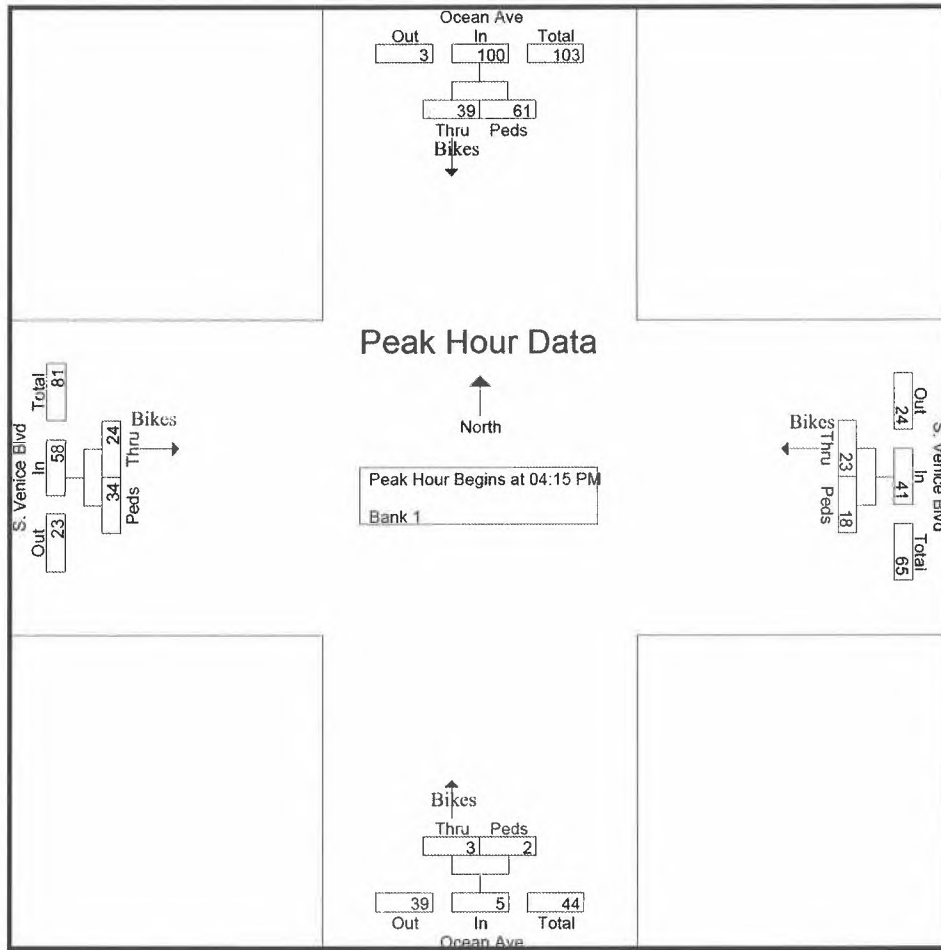 Ocean Ave
Out In Total
3 100 103
39 61
Thru Peds
Bikes
Peak Hour Data
North
Peak Hour Begins at 04:15 PM
Bank 1
S. Venice Blvd
Total In Out
81 58 23
24 34
Thru Peds
Bikes
Bikes
Thru Peds
23 18
Out In Total
24 41 65
S. Venice Blvd
Bikes
Thru Peds
3 2
39 5 44
Out In Total
Ocean Ave